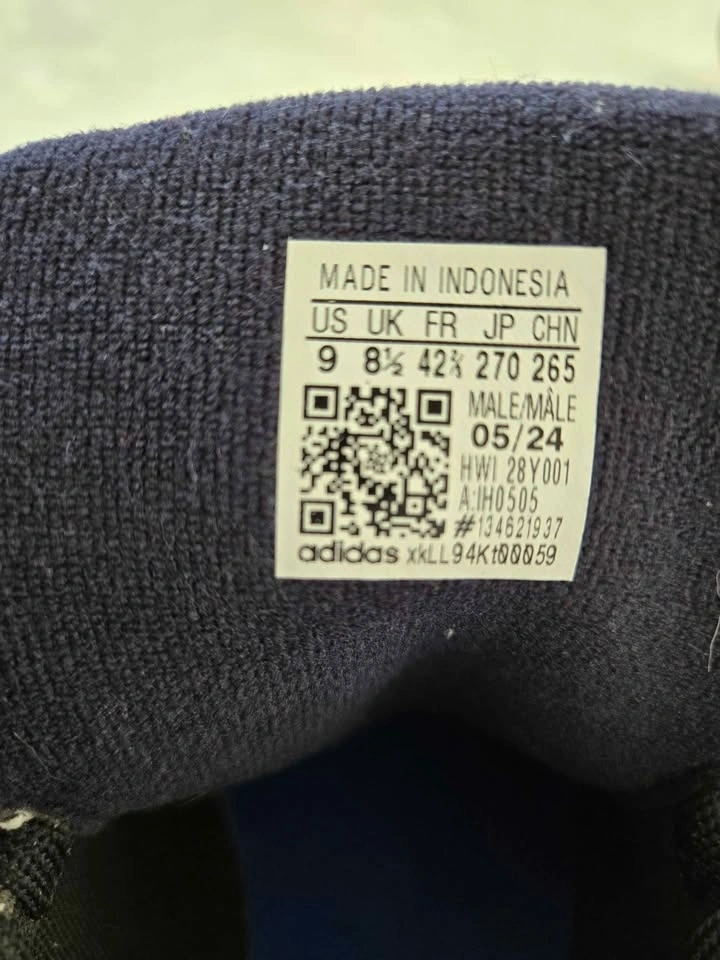 MADE IN INDONESIA
US UK FR JP CHN
9 8½ 42⅔ 270 265
MALE/MÂLE
05/24
HWI 28Y001
A:IH0505
#134621937
adidas xkLL94Kt00059